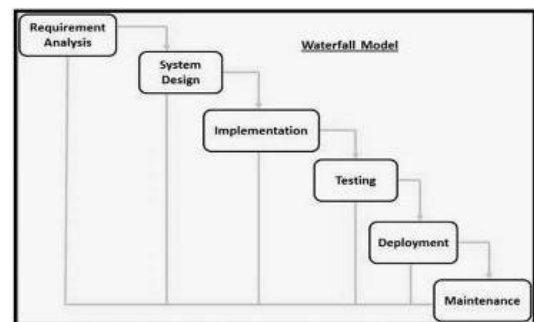 Requirement
Analysis
Waterfall Model
System
Design
Implementation
Testing
Deployment
Maintenance